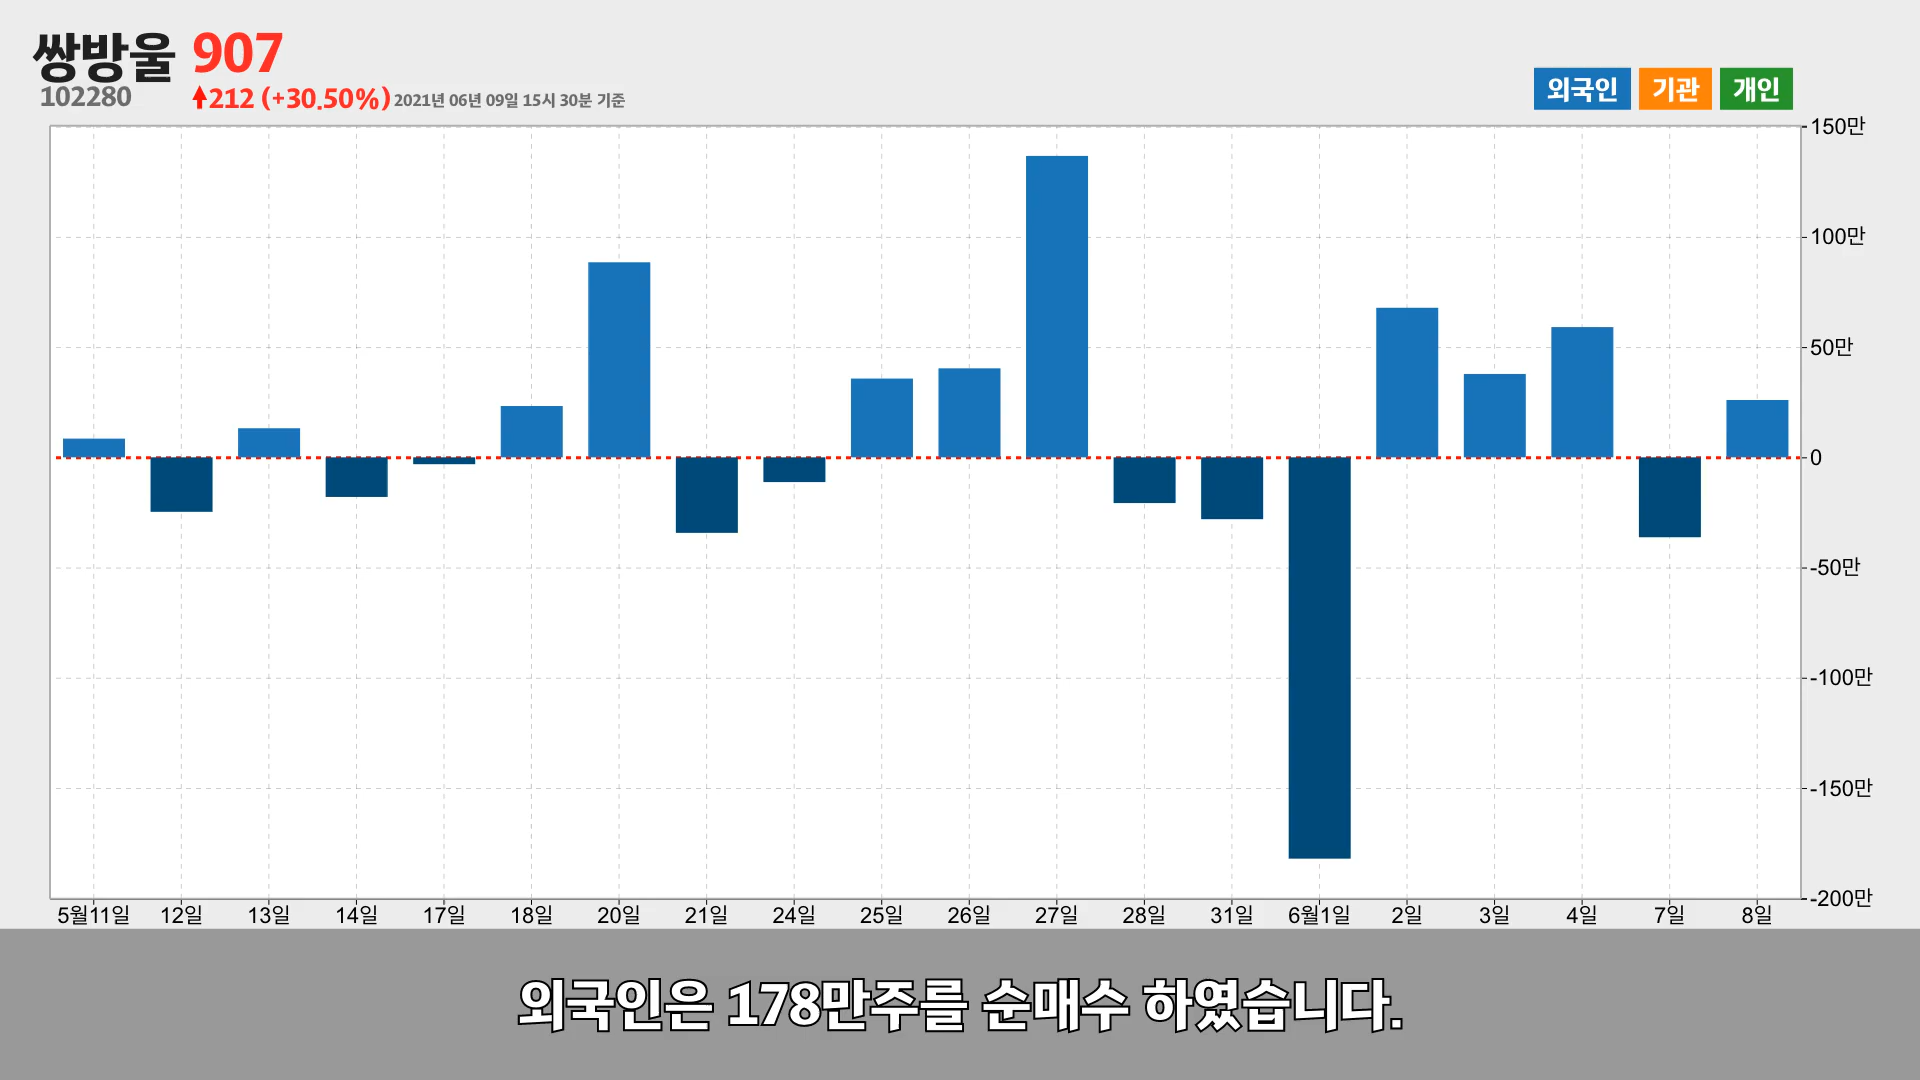 쌍방울 907
102280
212 (+30.50%) 2021년 06년 09일 15시 30분 기준
외국인 기관 개인
150만
100만
50만
0
-50만
-100만
-150만
-200만
5월11일 12일 13일 14일 17일 18일 20일 21일 24일 25일 26일 27일 28일 31일 6월1일 2일 3일 4일 7일 8일
외국인은 178만주를 순매수 하였습니다.